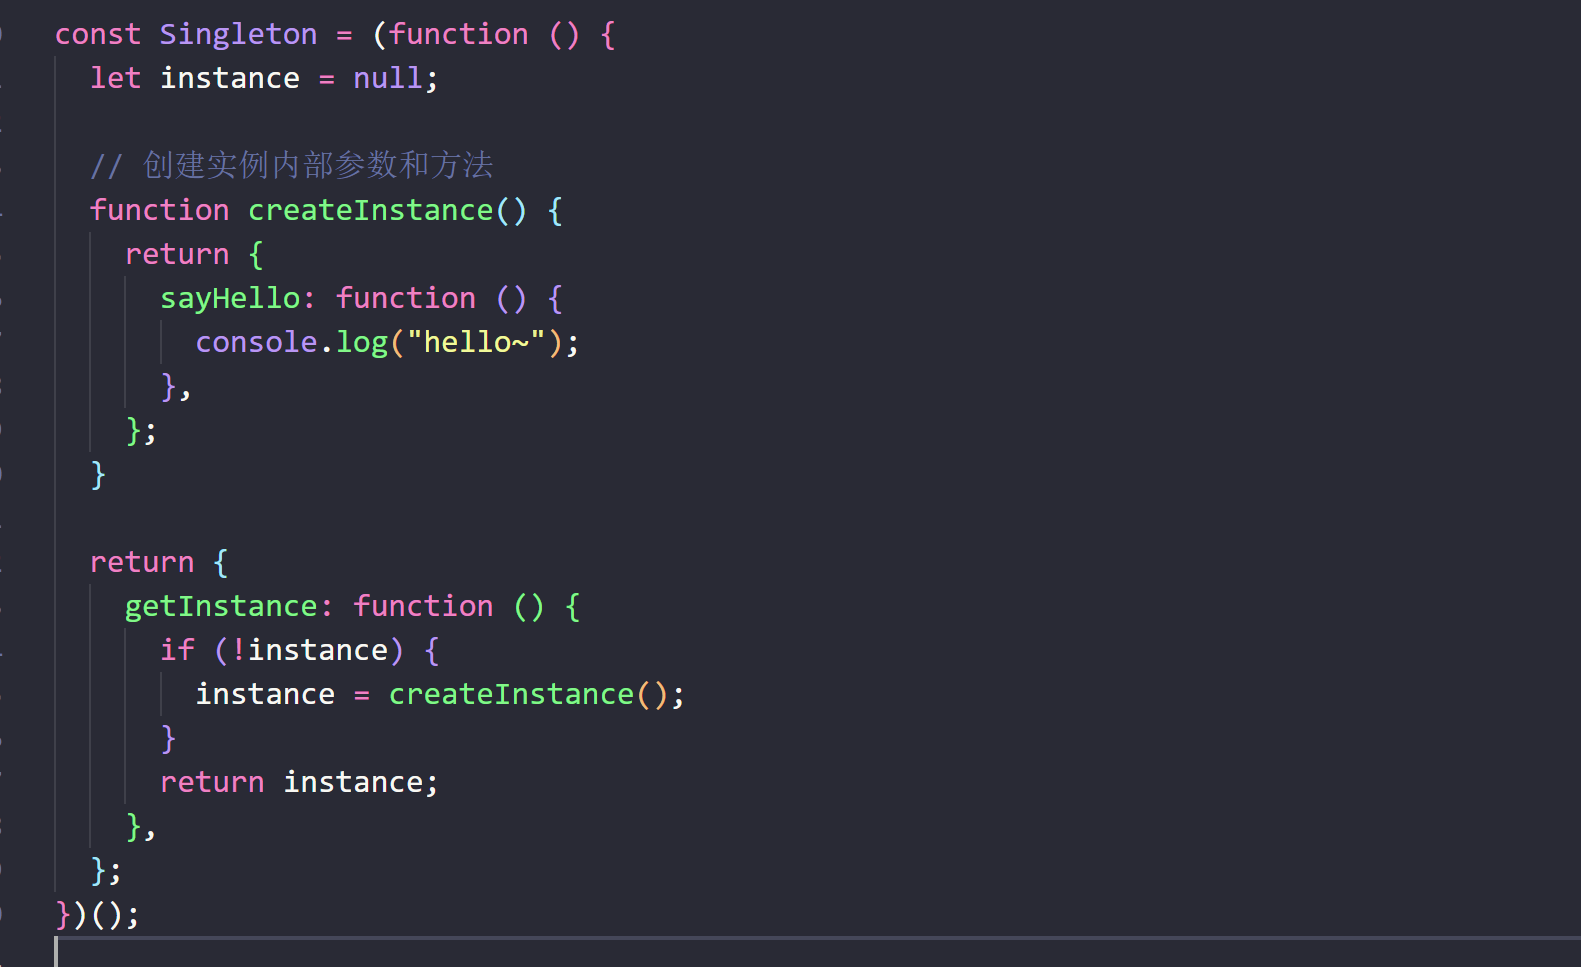 const Singleton = (function () {
  let instance = null;

  // 创建实例内部参数和方法
  function createInstance() {
    return {
      sayHello: function () {
        console.log("hello~");
      },
    };
  }

  return {
    getInstance: function () {
      if (!instance) {
        instance = createInstance();
      }
      return instance;
    },
  };
})();